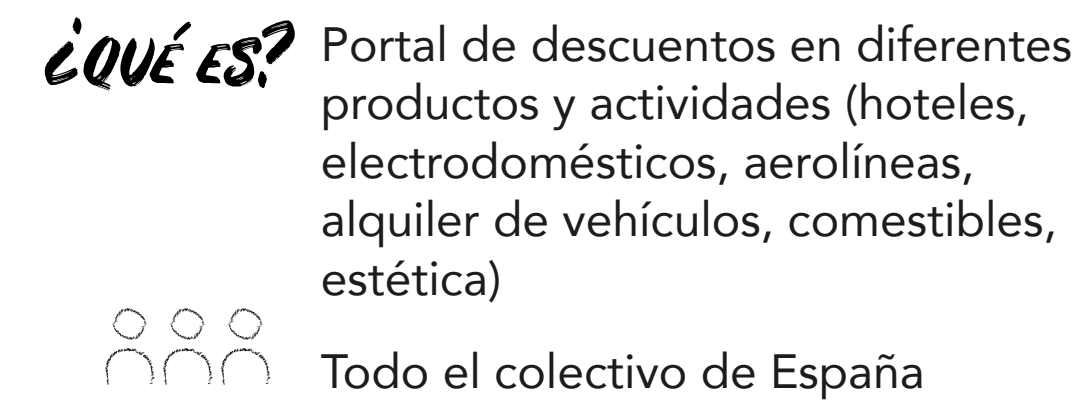 ¿QUÉ ES?
Portal de descuentos en diferentes
productos y actividades (hoteles,
electrodomésticos, aerolíneas,
alquiler de vehículos, comestibles,
estética)
Todo el colectivo de España